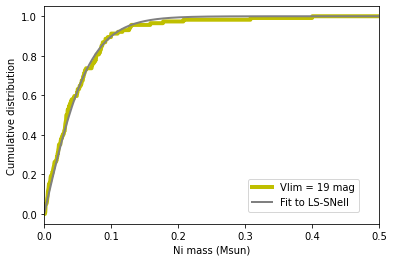 1.0
0.8
0.6
0.4
0.2
0.0
Cumulative distribution
Vlim = 19 mag
Fit to LS-SNeII
0.0 0.1 0.2 0.3 0.4 0.5
Ni mass (Msun)